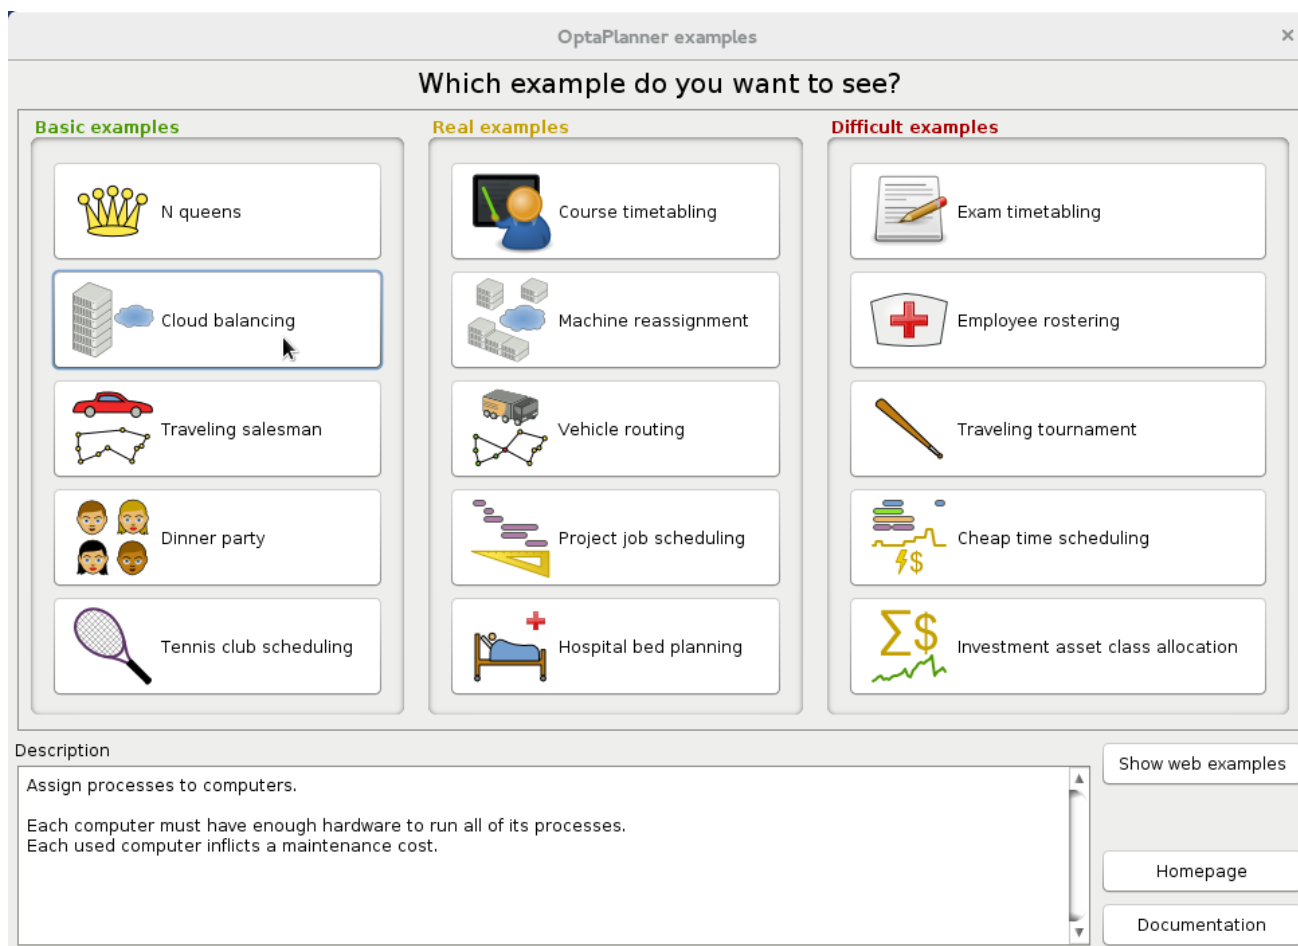 OptaPlanner examples
Which example do you want to see?
Basic examples
N queens
Cloud balancing
Traveling salesman
Dinner party
Tennis club scheduling
Real examples
Course timetabling
Machine reassignment
Vehicle routing
Project job scheduling
Hospital bed planning
Difficult examples
Exam timetabling
Employee rostering
Traveling tournament
Cheap time scheduling
Investment asset class allocation
Description
Assign processes to computers.
Each computer must have enough hardware to run all of its processes.
Each used computer inflicts a maintenance cost.
Show web examples
Homepage
Documentation